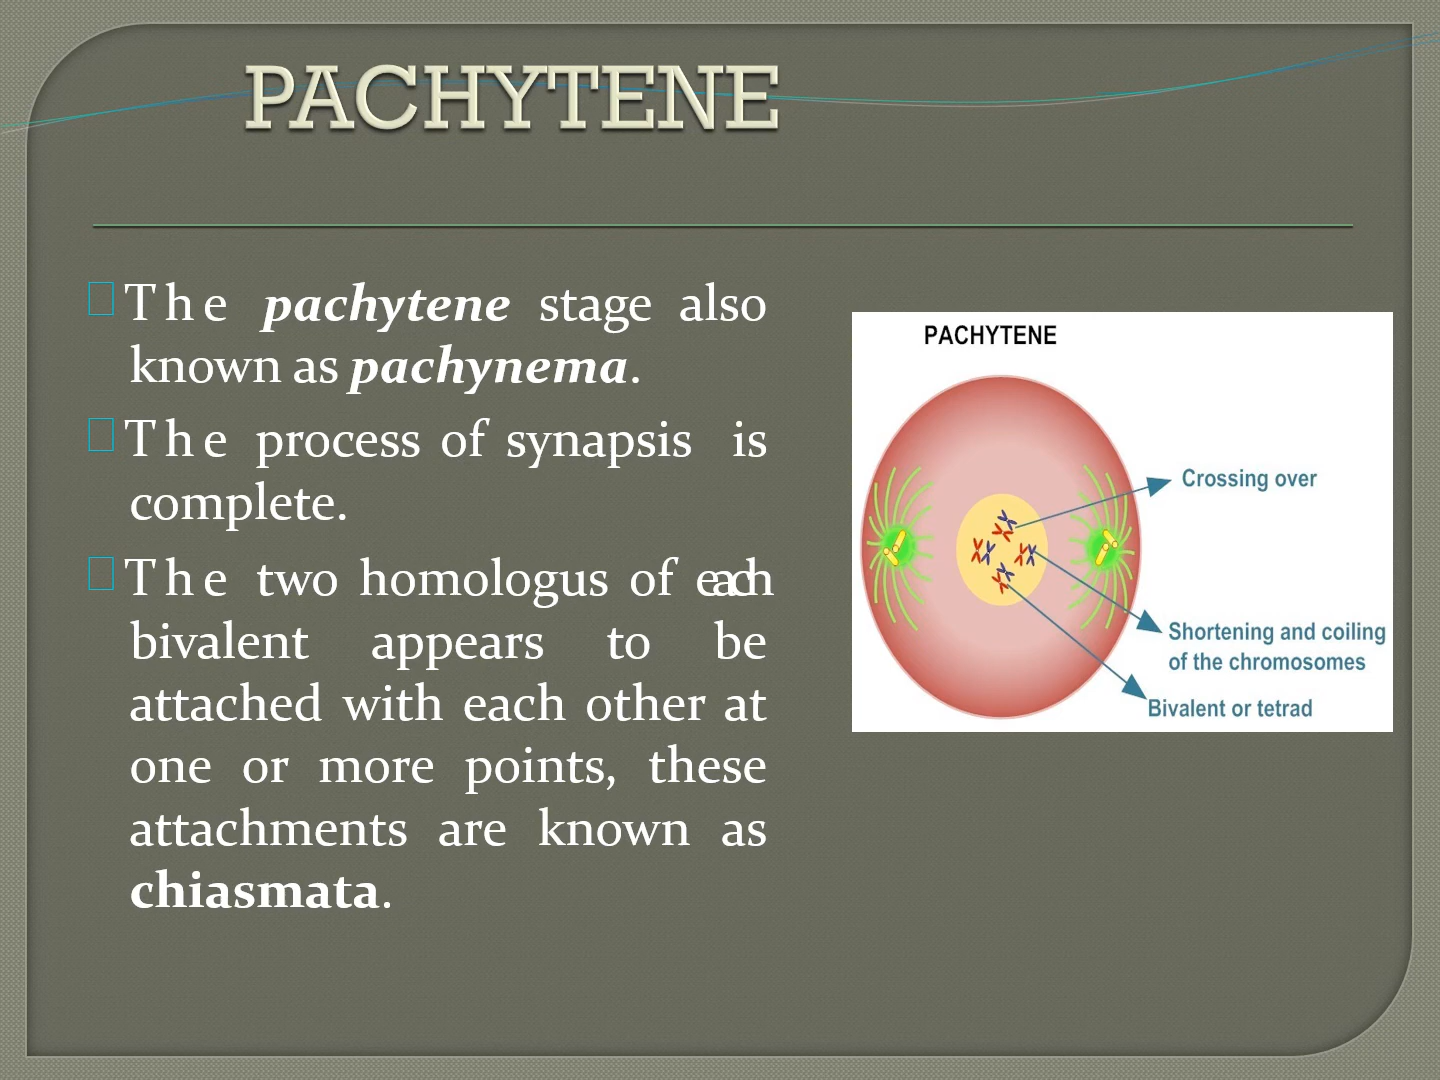 PACHYTENE
The pachytene stage also
known as pachynema.
The process of synapsis is
complete.
The two homologus of each
bivalent appears to be
attached with each other at
one or more points, these
attachments are known as
chiasmata.
PACHYTENE
Crossing over
Shortening and coiling
of the chromosomes
Bivalent or tetrad